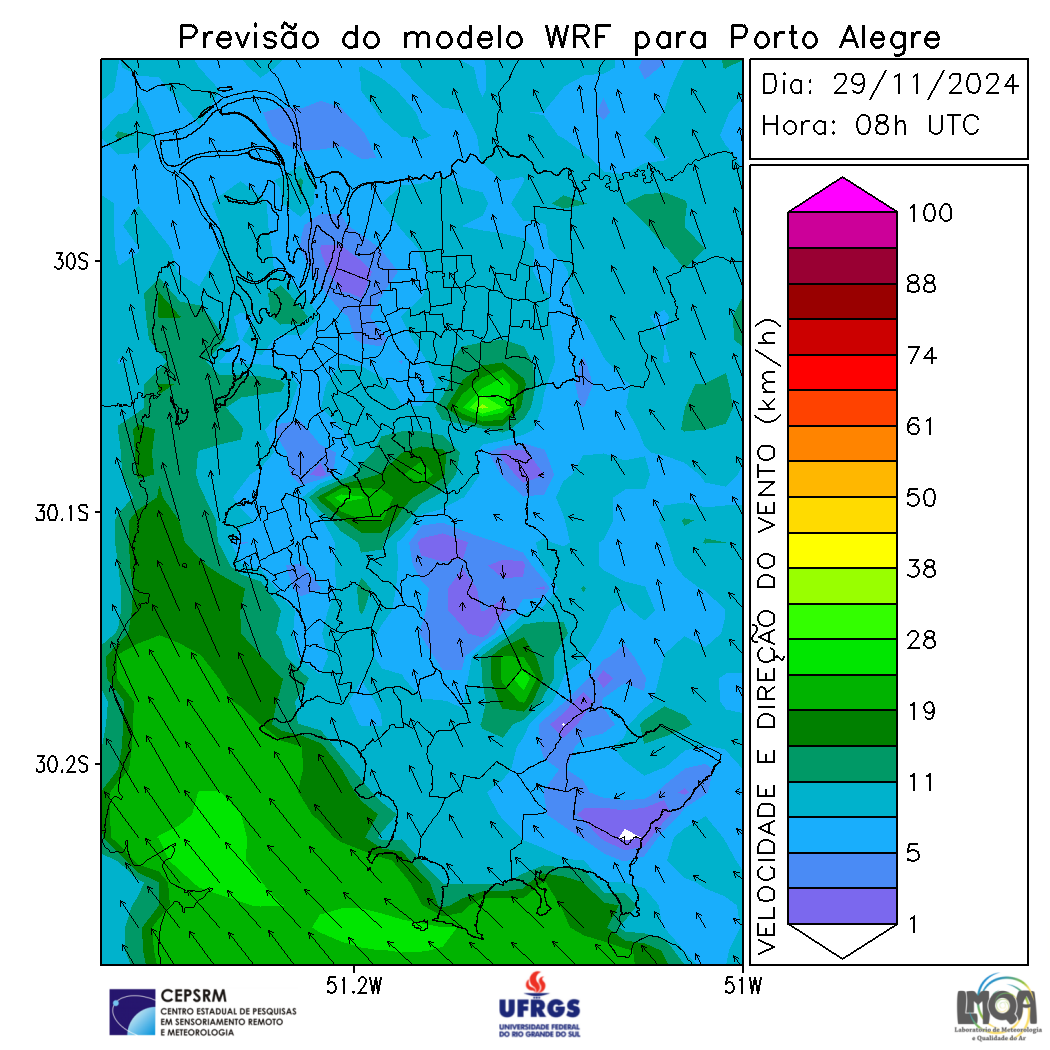 Previsão do modelo WRF para Porto Alegre
Dia: 29/11/2024
Hora: 08h UTC
30S
30.1S
30.2S
51.2W
51W
VELOCIDADE E DIREÇÃO DO VENTO (km/h)
100
88
74
61
50
38
28
19
11
5
1
CEPSRM
CENTRO ESTADUAL DE PESQUISAS
EM SENSORIAMENTO REMOTO
E METEOROLOGIA
UFRGS
UNIVERSIDADE FEDERAL
DO RIO GRANDE DO SUL
LMQA
Laboratório de Meteorologia
e Qualidade do Ar